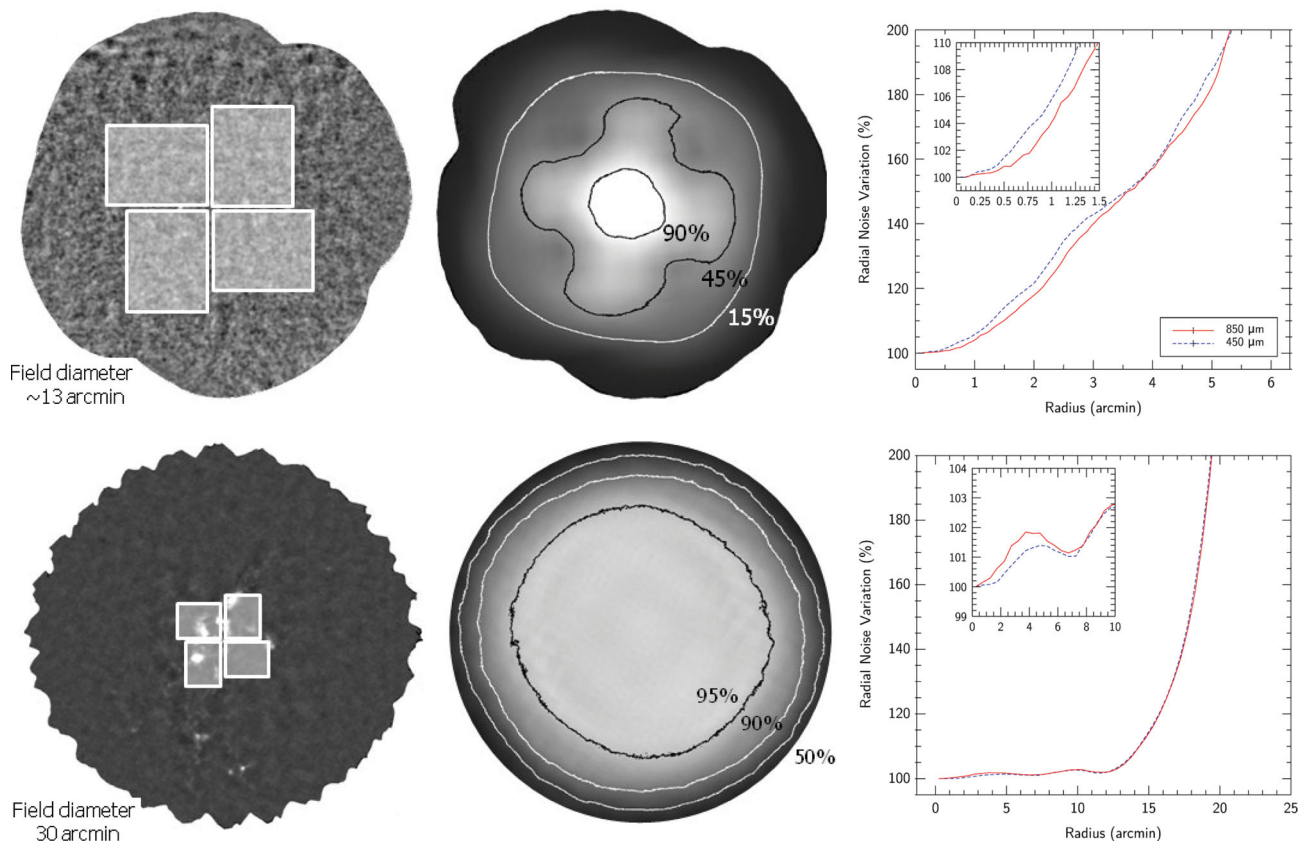 Field diameter
~13 arcmin
90%
45%
15%
200
180
160
140
120
100
Radial Noise Variation (%)
110
108
106
104
102
100
0 0.25 0.5 0.75 1 1.25 1.5
850 μm
450 μm
0 1 2 3 4 5 6
Radius (arcmin)
Field diameter
30 arcmin
95%
90%
50%
200
180
160
140
120
100
Radial Noise Variation (%)
104
103
102
101
100
99
0 2 4 6 8 10
0 5 10 15 20 25
Radius (arcmin)